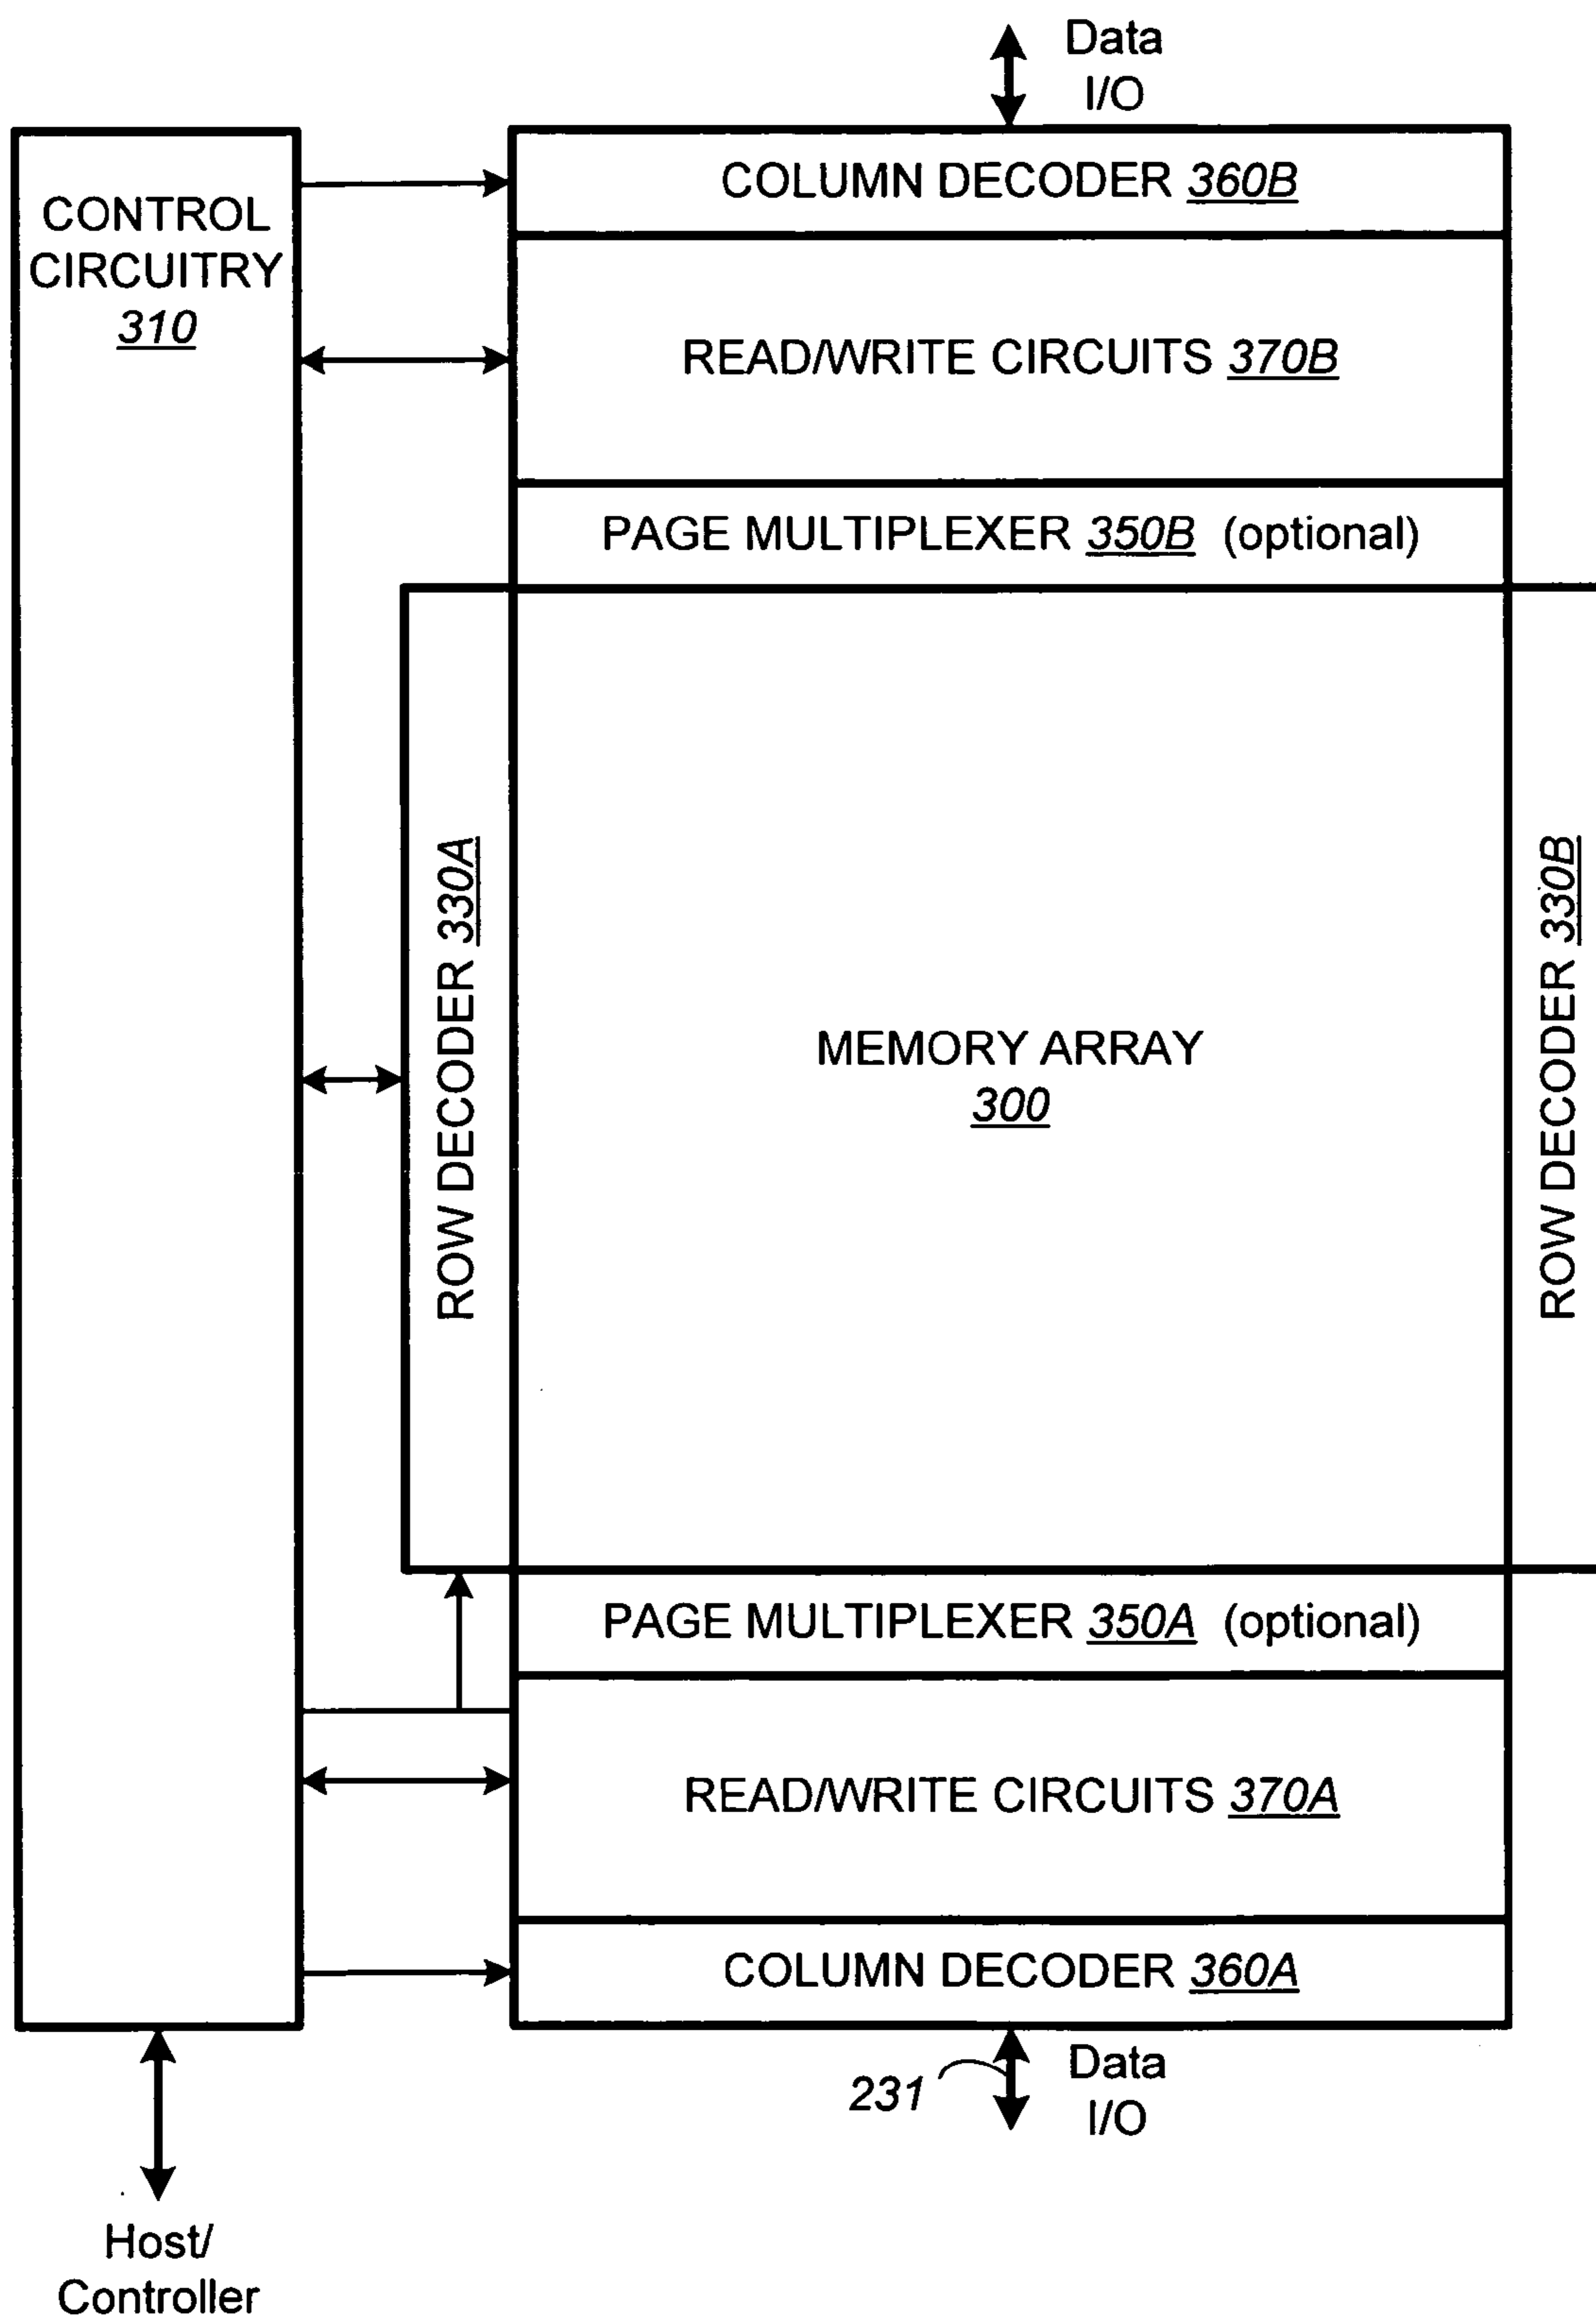 Data
I/O
COLUMN DECODER 360B
CONTROL
CIRCUITRY
310
READ/WRITE CIRCUITS 370B
PAGE MULTIPLEXER 350B (optional)
ROW DECODER 330A
MEMORY ARRAY
300
ROW DECODER 330B
PAGE MULTIPLEXER 350A (optional)
READ/WRITE CIRCUITS 370A
COLUMN DECODER 360A
231
Data
I/O
Host/
Controller